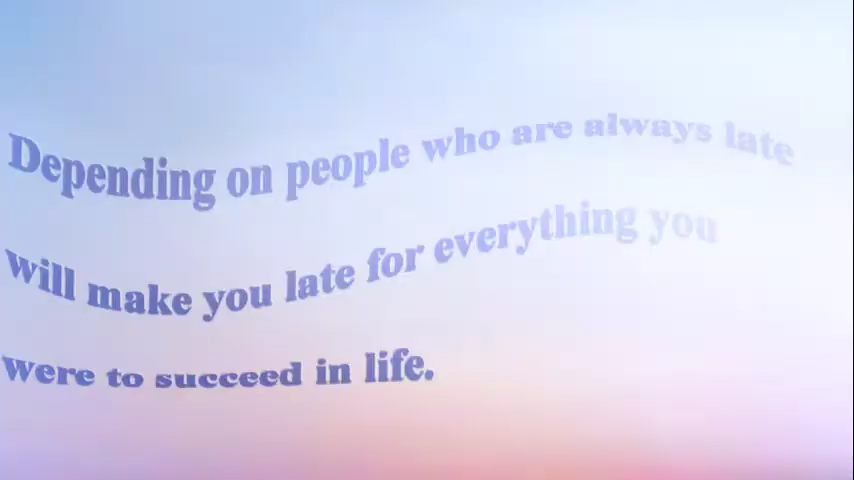 Depending on people who are always late
will make you late for everything you
were to succeed in life.